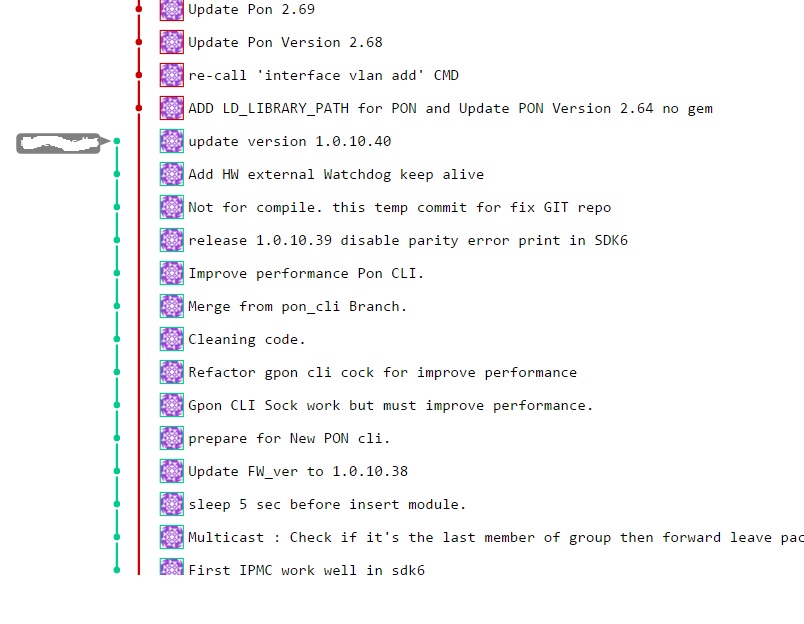 Update Pon 2.69
Update Pon Version 2.68
re-call 'interface vlan add' CMD
ADD LD_LIBRARY_PATH for PON and Update PON Version 2.64 no gem
update version 1.0.10.40
Add HW external Watchdog keep alive
Not for compile. this temp commit for fix GIT repo
release 1.0.10.39 disable parity error print in SDK6
Improve performance Pon CLI.
Merge from pon_cli Branch.
Cleaning code.
Refactor gpon cli cock for improve performance
Gpon CLI Sock work but must improve performance.
prepare for New PON cli.
Update FW_ver to 1.0.10.38
sleep 5 sec before insert module.
Multicast : Check if it's the last member of group then forward leave pac
First IPMC work well in sdk6